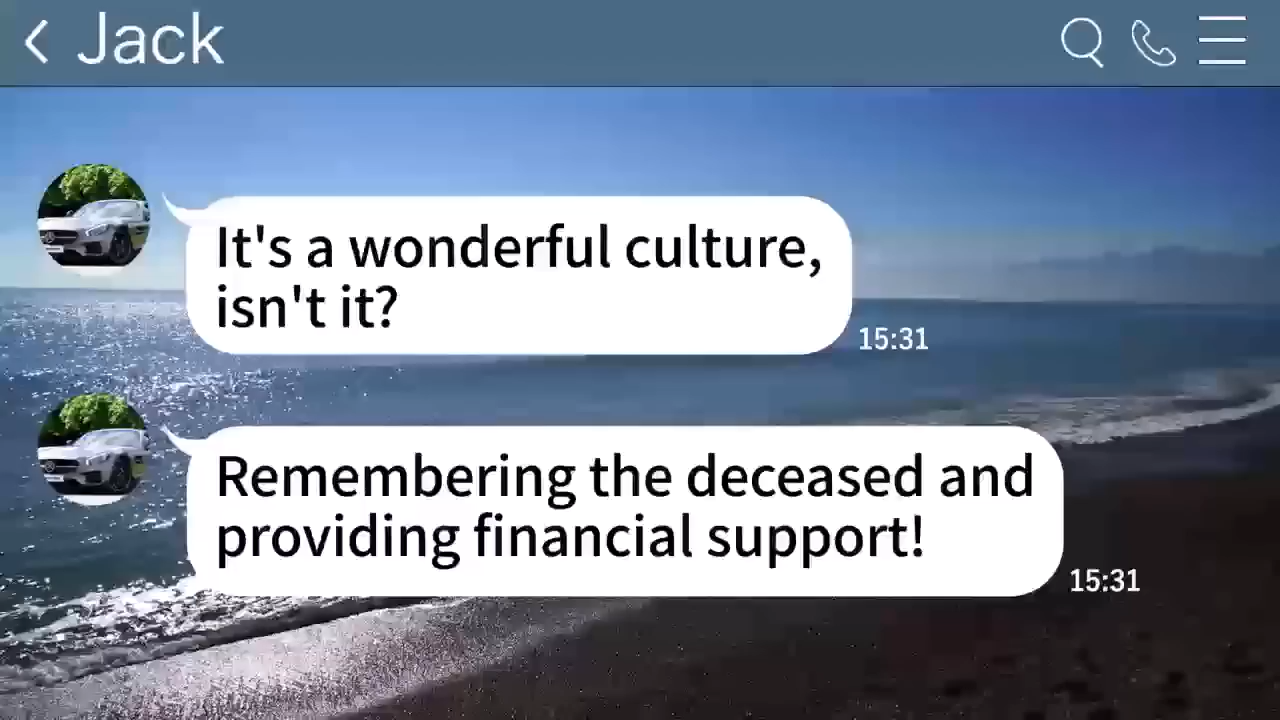 Jack
It's a wonderful culture,
isn't it?
15:31
Remembering the deceased and
providing financial support!
15:31